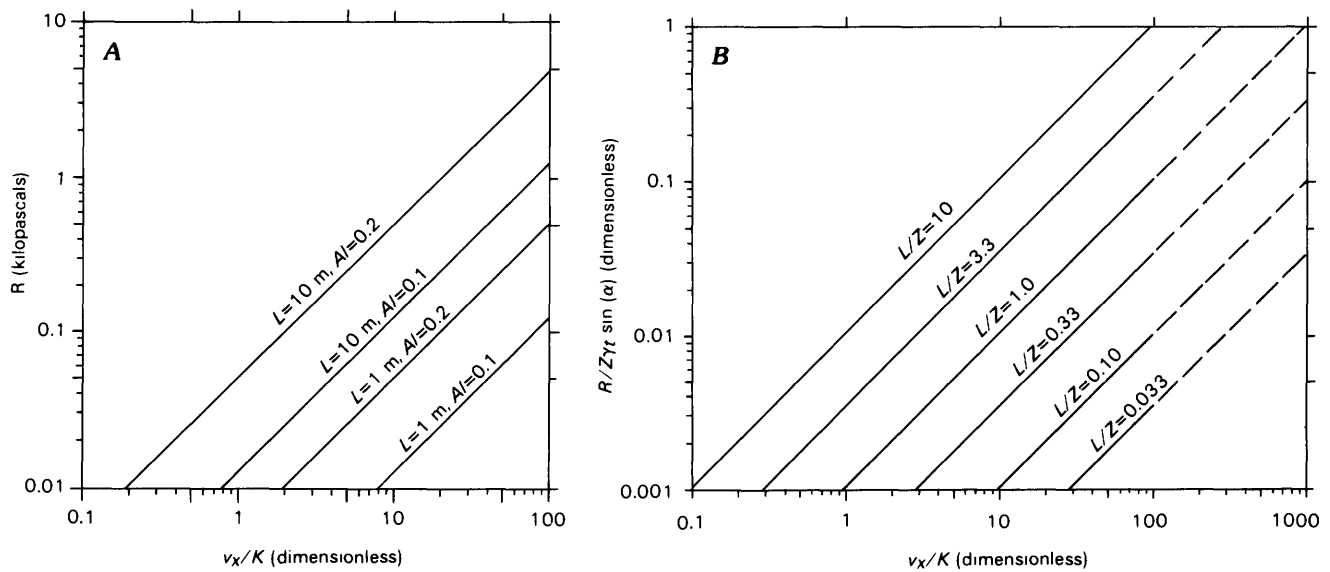 A
10
1
0.1
0.01
R (kilopascals)
L=10 m, A/=0.2
L=10 m, A/=0.1
L=1 m, A/=0.2
L=1 m, A/=0.1
0.1
1
10
100
vx/K (dimensionless)
B
1
0.1
0.01
0.001
R/Zγt sin (α) (dimensionless)
L/Z=10
L/Z=3.3
L/Z=1.0
L/Z=0.33
L/Z=0.10
L/Z=0.033
0.1
1
10
100
1000
vx/K (dimensionless)